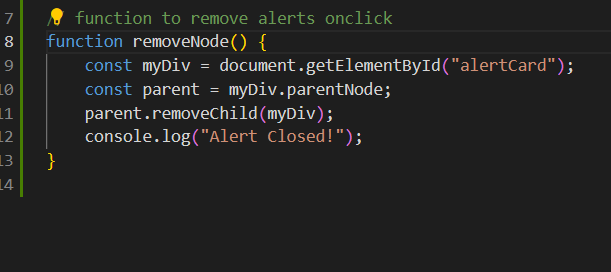 7 // function to remove alerts onclick
8 function removeNode() {
9 const myDiv = document.getElementById("alertCard");
10 const parent = myDiv.parentNode;
11 parent.removeChild(myDiv);
12 console.log("Alert Closed!");
13 }
14